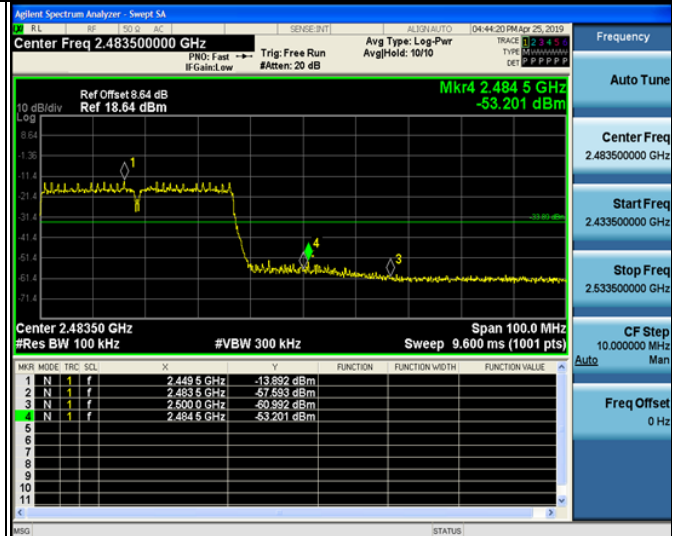 Agilent Spectrum Analyzer - Swept SA
RL RF 50 Ω AC SENSE:INT ALIGN AUTO 04:44:20 PM Apr 25, 2019
Center Freq 2.483500000 GHz
PNO: Fast
IFGain:Low
Trig: Free Run
#Atten: 20 dB
Avg Type: Log-Pwr
Avg|Hold: 10/10
TRACE 1 2 3 4 5 6
TYPE M W W W W W
DET P P P P P P
Mkr4 2.484 5 GHz
-53.201 dBm
Ref Offset 8.64 dB
10 dB/div Ref 18.64 dBm
Log
8.64
-1.36
-11.4
-21.4
-31.4
-41.4
-51.4
-61.4
-71.4
1
4
3
-33.89 dBm
Center 2.48350 GHz Span 100.0 MHz
#Res BW 100 kHz #VBW 300 kHz Sweep 9.600 ms (1001 pts)
MKR MODE TRC SCL X Y FUNCTION FUNCTION WIDTH FUNCTION VALUE
1 N 1 f 2.449 5 GHz -13.892 dBm
2 N 1 f 2.483 5 GHz -57.593 dBm
3 N 1 f 2.500 0 GHz -60.992 dBm
4 N 1 f 2.484 5 GHz -53.201 dBm
5
6
7
8
9
10
11
MSG STATUS
Frequency
Auto Tune
Center Freq
2.483500000 GHz
Start Freq
2.433500000 GHz
Stop Freq
2.533500000 GHz
CF Step
10.000000 MHz
Auto Man
Freq Offset
0 Hz